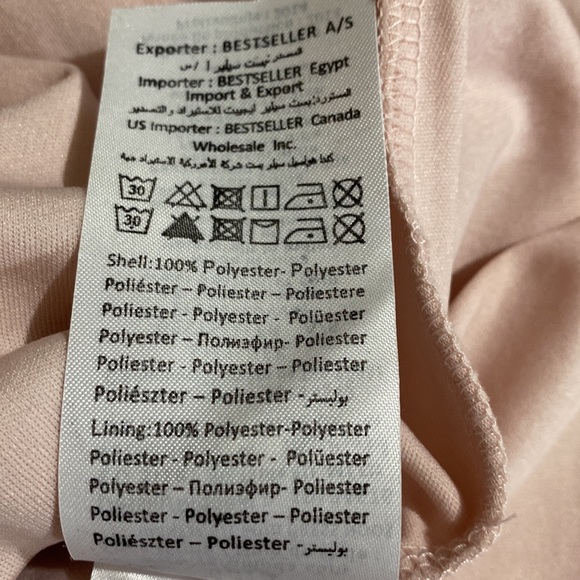 Exporter : BESTSELLER A/S
Importer : BESTSELLER Egypt
Import & Export
US Importer : BESTSELLER Canada
Wholesale Inc.
30
30
Shell:100% Polyester- Polyester
Poliéster – Poliester – Poliestere
Poliester - Polyester - Polüester
Polyester – Полиэфир- Poliester
Poliester - Polyester – Poliester
Poliészter – Poliester - بوليستر
Lining:100% Polyester-Polyester
Poliester - Polyester - Polüester
Polyester – Полиэфир- Poliester
Poliester - Polyester – Poliester
Poliészter – Poliester -بوليستر